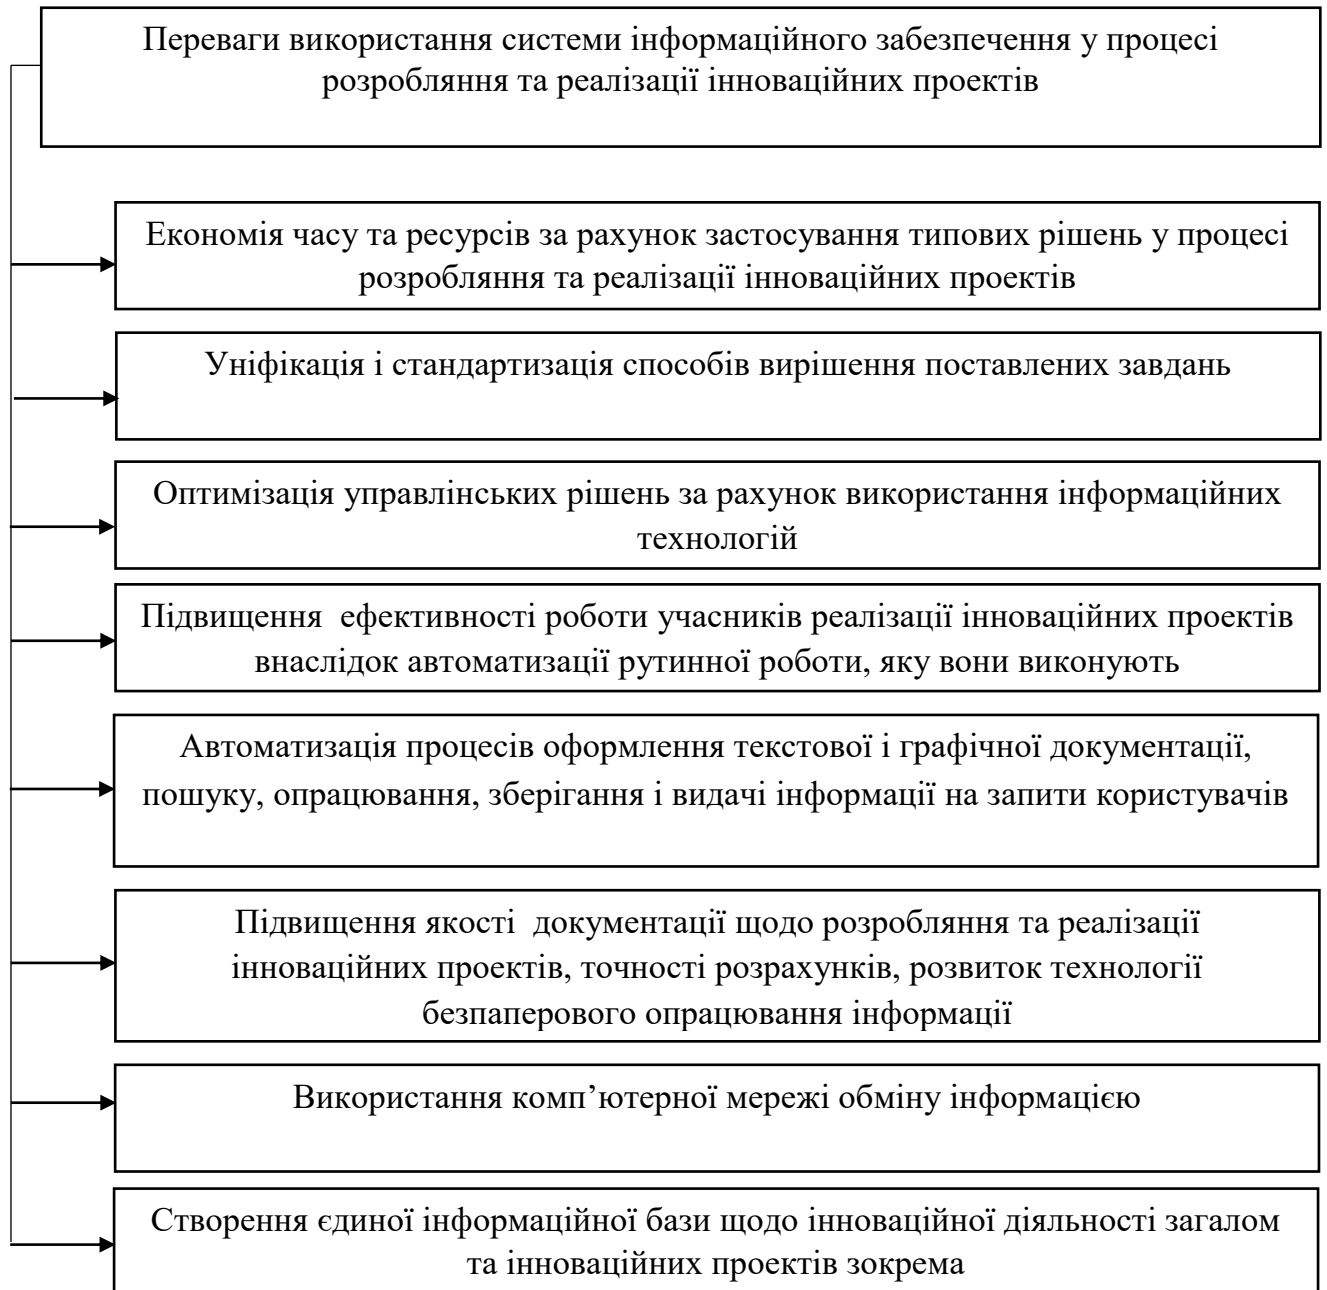 Переваги використання системи інформаційного забезпечення у процесі
розробляння та реалізації інноваційних проектів
Економія часу та ресурсів за рахунок застосування типових рішень у процесі
розробляння та реалізації інноваційних проектів
Уніфікація і стандартизація способів вирішення поставлених завдань
Оптимізація управлінських рішень за рахунок використання інформаційних
технологій
Підвищення  ефективності роботи учасників реалізації інноваційних проектів
внаслідок автоматизації рутинної роботи, яку вони виконують
Автоматизація процесів оформлення текстової і графічної документації,
пошуку, опрацювання, зберігання і видачі інформації на запити користувачів
Підвищення якості  документації щодо розробляння та реалізації
інноваційних проектів, точності розрахунків, розвиток технології
безпаперового опрацювання інформації
Використання комп’ютерної мережі обміну інформацією
Створення єдиної інформаційної бази щодо інноваційної діяльності загалом
та інноваційних проектів зокрема